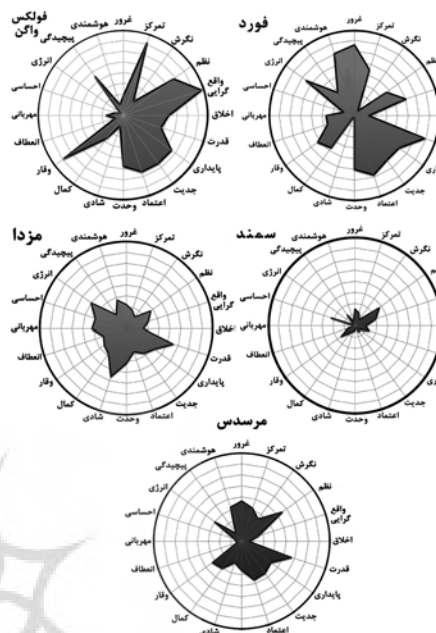 فولکس
واگن
غرور
تمرکز
نگرش
نظم
واقع
گرایی
اخلاق
قدرت
پایداری
جدیت
اعتماد
وحدت
شادی
کمال
وقار
انعطاف
مهربانی
احساسی
انرژی
پیچیدگی
هوشمندی
فورد
غرور
تمرکز
نگرش
نظم
جدیت
اعتماد
وحدت
شادی
کمال
وقار
انعطاف
مهربانی
احساسی
انرژی
پیچیدگی
هوشمندی
مزدا
غرور
تمرکز
نگرش
نظم
واقع
گرایی
اخلاق
قدرت
پایداری
جدیت
اعتماد
وحدت
شادی
کمال
وقار
انعطاف
مهربانی
احساسی
انرژی
پیچیدگی
هوشمندی
سمند
غرور
تمرکز
نگرش
نظم
جدیت
اعتماد
وحدت
شادی
کمال
وقار
انعطاف
مهربانی
احساسی
انرژی
پیچیدگی
هوشمندی
مرسدس
غرور
تمرکز
نگرش
نظم
واقع
گرایی
اخلاق
قدرت
پایداری
جدیت
اعتماد
شادی
کمال
وقار
انعطاف
مهربانی
احساسی
انرژی
پیچیدگی
هوشمندی